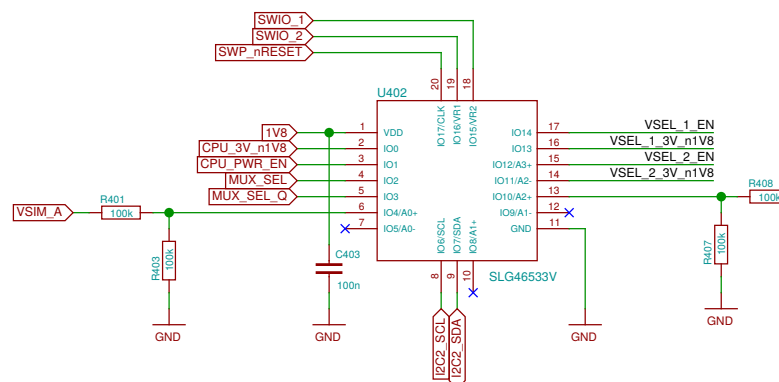 SWIO_1
SWIO_2
SWP_nRESET
20
19
18
U402
IO17/CLK
IO16/VR1
IO15/VR2
1V8
1
VDD
IO14
17
VSEL_1_EN
CPU_3V_n1V8
2
IO0
IO13
16
VSEL_1_3V_n1V8
CPU_PWR_EN
3
IO1
IO12/A3+
15
VSEL_2_EN
MUX_SEL
4
IO2
IO11/A2-
14
VSEL_2_3V_n1V8
MUX_SEL_Q
5
IO3
IO10/A2+
13
R408
100k
R401
VSIM_A
100k
6
IO4/A0+
IO9/A1-
12
7
IO5/A0-
GND
11
IO6/SCL
IO7/SDA
IO8/A1+
R403
100k
C403
100n
R407
100k
SLG46533V
8
9
10
GND
GND
GND
GND
I2C2_SCL
I2C2_SDA